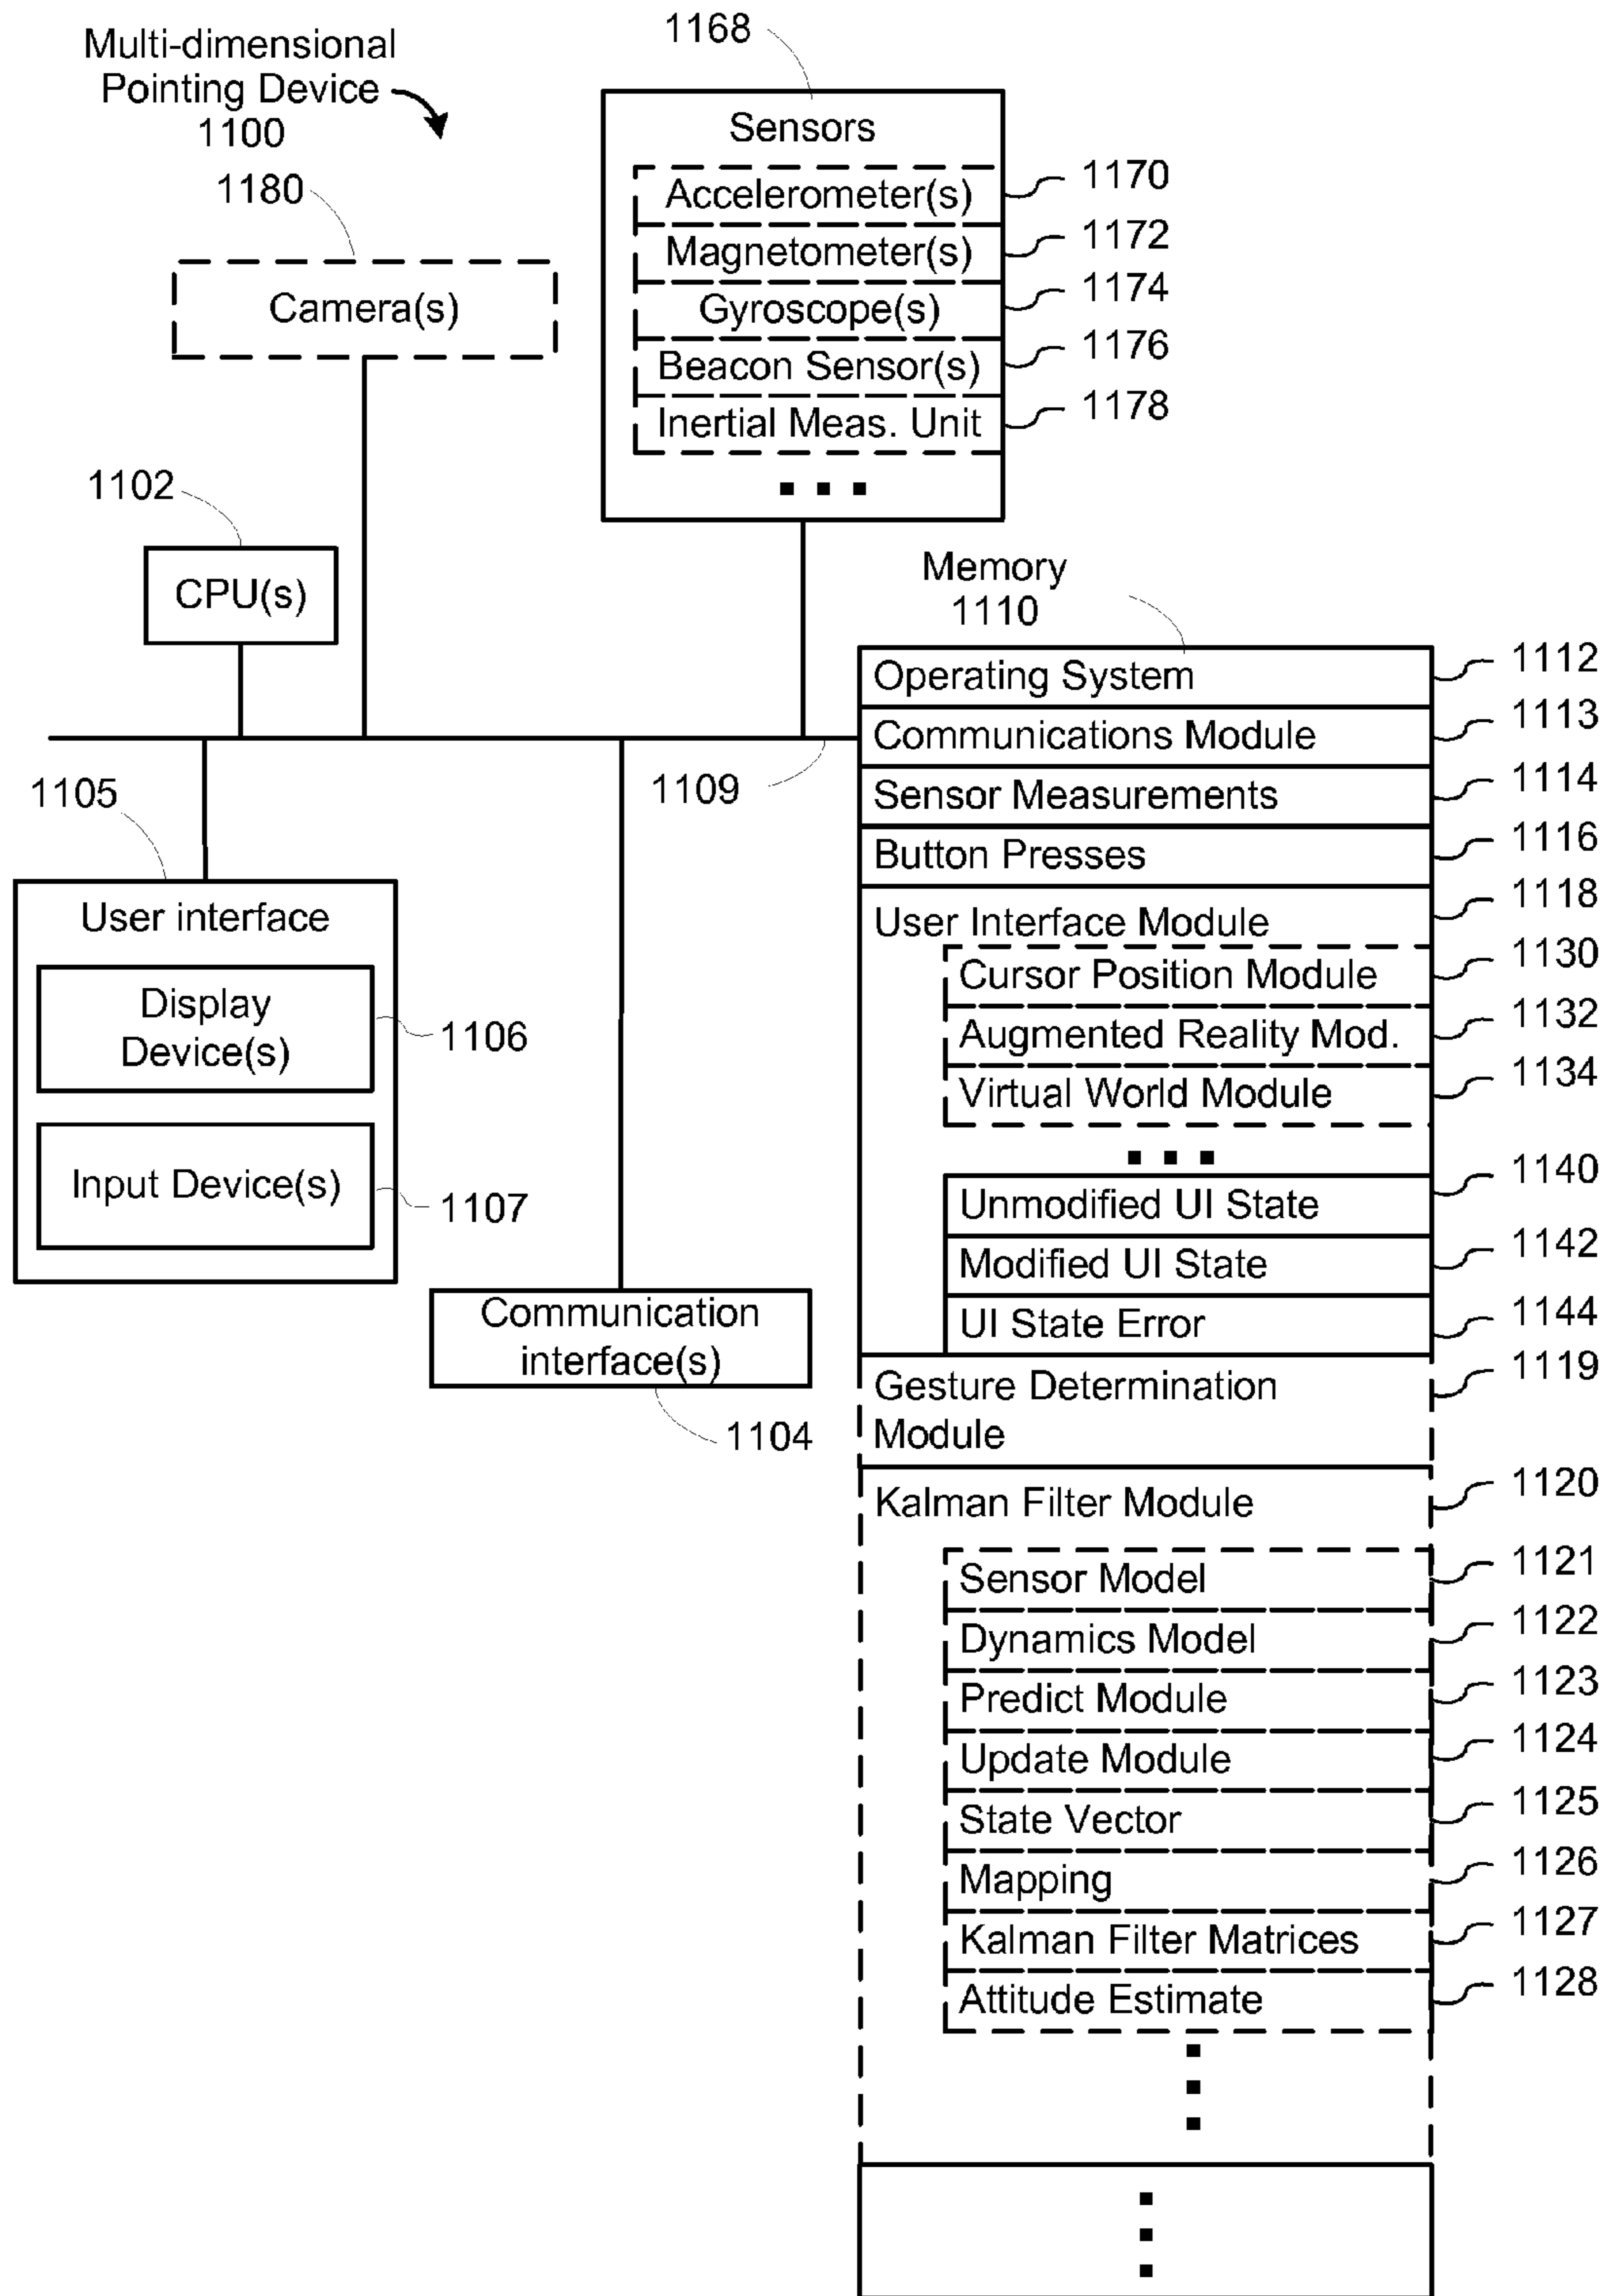 Multi-dimensional
Pointing Device
1100
1180
Camera(s)
1168
Sensors
Accelerometer(s)
1170
Magnetometer(s)
1172
Gyroscope(s)
1174
Beacon Sensor(s)
1176
Inertial Meas. Unit
1178
1102
CPU(s)
1109
1105
User interface
Display
Device(s)
1106
Input Device(s)
1107
Communication
interface(s)
1104
Memory
1110
Operating System
1112
Communications Module
1113
Sensor Measurements
1114
Button Presses
1116
User Interface Module
1118
Cursor Position Module
1130
Augmented Reality Mod.
1132
Virtual World Module
1134
Unmodified UI State
1140
Modified UI State
1142
UI State Error
1144
Gesture Determination
Module
1119
Kalman Filter Module
1120
Sensor Model
1121
Dynamics Model
1122
Predict Module
1123
Update Module
1124
State Vector
1125
Mapping
1126
Kalman Filter Matrices
1127
Attitude Estimate
1128